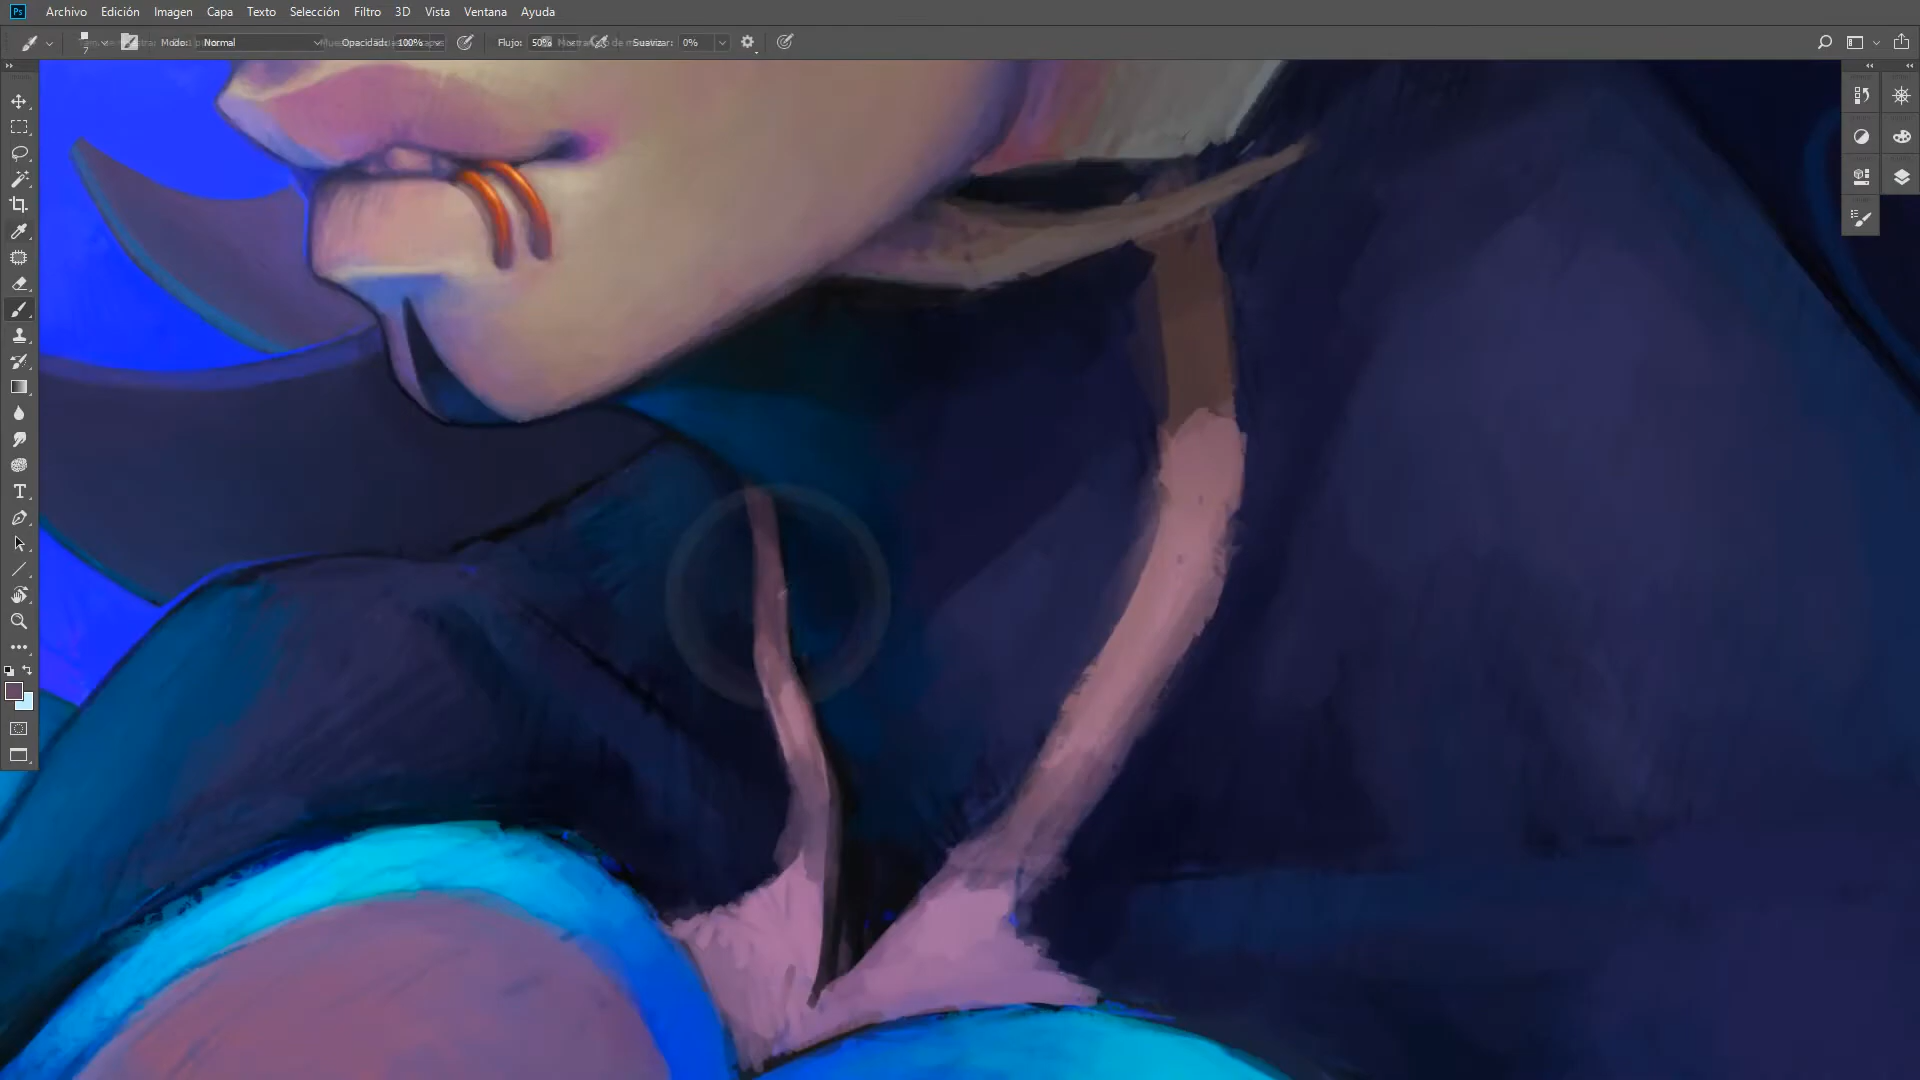 Ps Archivo Edición Imagen Capa Texto Selección Filtro 3D Vista Ventana Ayuda
7 Modo: Normal Opacidad: 100% Flujo: 50% Suavizar: 0%